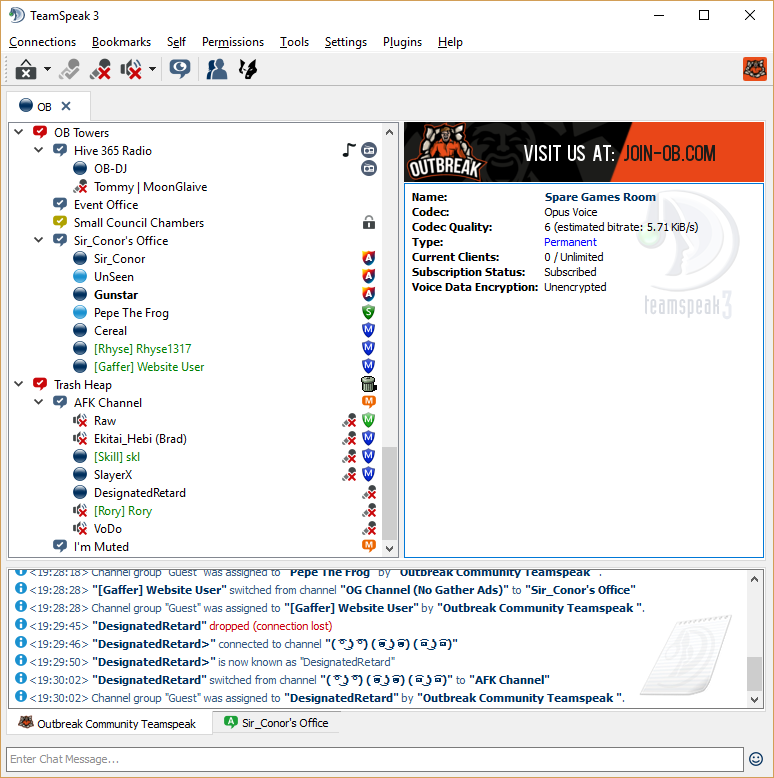 TeamSpeak 3
Connections Bookmarks Self Permissions Tools Settings Plugins Help
OB
OB Towers
Hive 365 Radio
OB-DJ
Tommy | MoonGlaive
Event Office
Small Council Chambers
Sir_Conor's Office
Sir_Conor
UnSeen
Gunstar
Pepe The Frog
Cereal
[Rhyse] Rhyse1317
[Gaffer] Website User
Trash Heap
AFK Channel
Raw
Ekitai_Hebi (Brad)
[Skill] skl
SlayerX
DesignatedRetard
[Rory] Rory
VoDo
I'm Muted
OUTBREAK VISIT US AT: JOIN-OB.COM
Name: Spare Games Room
Codec: Opus Voice
Codec Quality: 6 (estimated bitrate: 5.71 KiB/s)
Type: Permanent
Current Clients: 0 / Unlimited
Subscription Status: Subscribed
Voice Data Encryption: Unencrypted
teamspeak3
<19:28:18> Channel group "Guest" was assigned to "Pepe The Frog" by "Outbreak Community Teamspeak ".
<19:28:28> "[Gaffer] Website User" switched from channel "OG Channel (No Gather Ads)" to "Sir_Conor's Office"
<19:28:28> Channel group "Guest" was assigned to "[Gaffer] Website User" by "Outbreak Community Teamspeak ".
<19:29:45> "DesignatedRetard" dropped (connection lost)
<19:29:46> "DesignatedRetard>" connected to channel
<19:29:50> "DesignatedRetard>" is now known as "DesignatedRetard"
<19:30:02> "DesignatedRetard" switched from channel to "AFK Channel"
<19:30:02> Channel group "Guest" was assigned to "DesignatedRetard" by "Outbreak Community Teamspeak ".
Outbreak Community Teamspeak Sir_Conor's Office
Enter Chat Message...